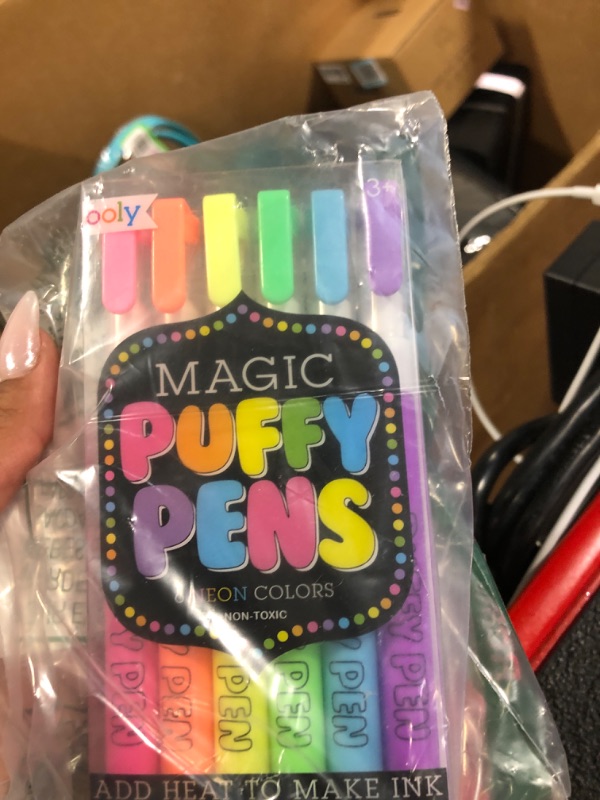 ooly
3+
MAGIC
PUFFY
PENS
NEON COLORS
NON-TOXIC
PUFFY PEN
PEN
PEN
PEN
PEN
PEN
ADD HEAT TO MAKE INK